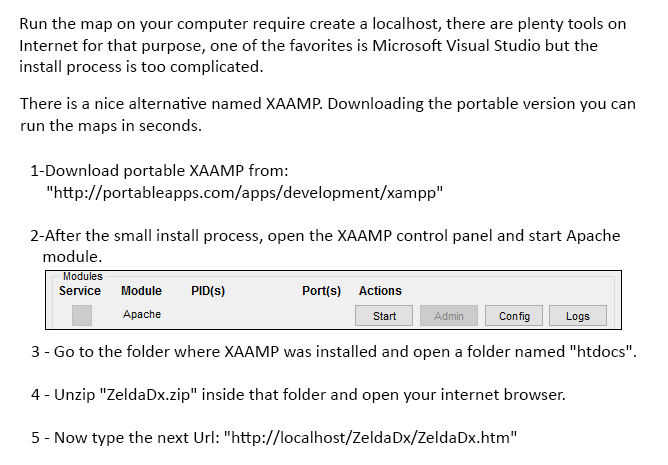 Run the map on your computer require create a localhost, there are plenty tools on
Internet for that purpose, one of the favorites is Microsoft Visual Studio but the
install process is too complicated.
There is a nice alternative named XAAMP. Downloading the portable version you can
run the maps in seconds.
1-Download portable XAAMP from:
"http://portableapps.com/apps/development/xampp"
2-After the small install process, open the XAAMP control panel and start Apache
module.
Modules
Service Module PID(s) Port(s) Actions
Apache Start Admin Config Logs
3 - Go to the folder where XAAMP was installed and open a folder named "htdocs".
4 - Unzip "ZeldaDx.zip" inside that folder and open your internet browser.
5 - Now type the next Url: "http://localhost/ZeldaDx/ZeldaDx.htm"